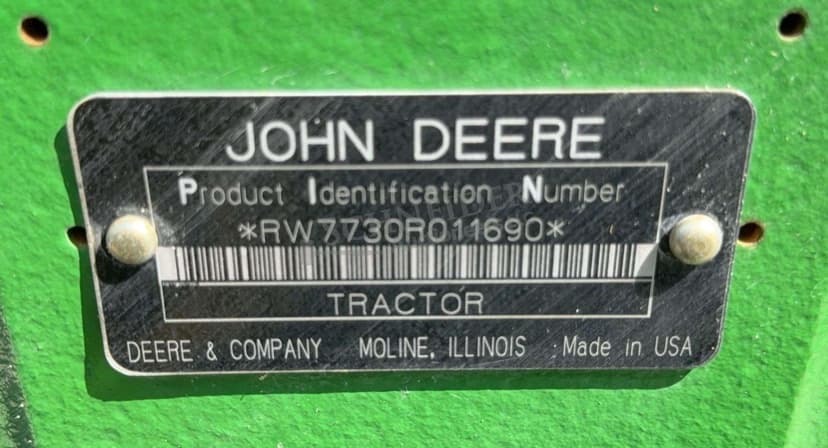 JOHN DEERE
Product Identification Number
*RW7730R011690*
TRACTOR
DEERE & COMPANY MOLINE, ILLINOIS Made in USA